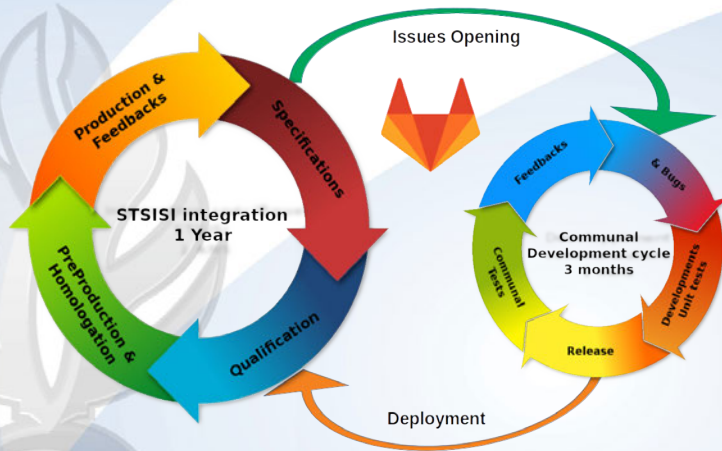 Issues Opening
Production &
Feedbacks
Specifications
STSISI integration
1 Year
PreProduction &
Homologation
Qualification
Feedbacks
& Bugs
Communal
Development cycle
3 months
Communal
Tests
Developments
Unit tests
Release
Deployment